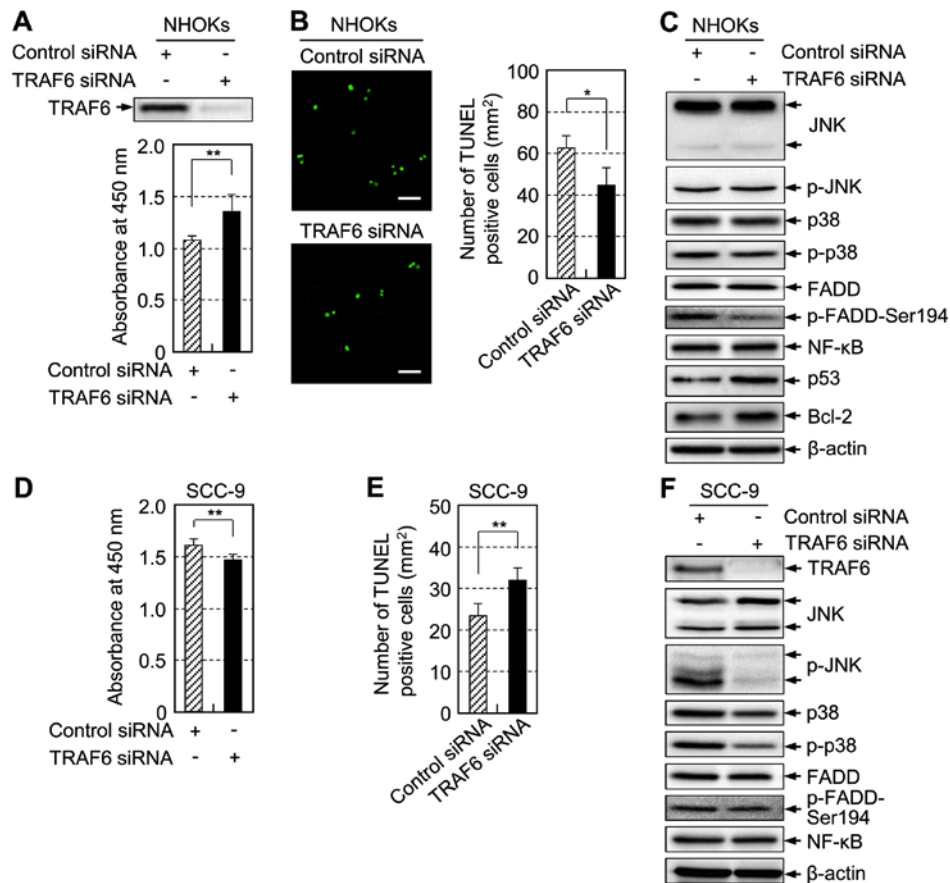 A
NHOKs
Control siRNA + -
TRAF6 siRNA - +
TRAF6
**
Absorbance at 450 nm
2.0
1.5
1.0
0.5
0
Control siRNA + -
TRAF6 siRNA - +
B
NHOKs
Control siRNA
TRAF6 siRNA
*
Number of TUNEL
positive cells (mm2)
100
80
60
40
20
0
Control siRNA
TRAF6 siRNA
C
NHOKs
+ - Control siRNA
- + TRAF6 siRNA
JNK
p-JNK
p38
p-p38
FADD
p-FADD-Ser194
NF-κB
p53
Bcl-2
β-actin
D
SCC-9
**
Absorbance at 450 nm
2.0
1.5
1.0
0.5
0
Control siRNA + -
TRAF6 siRNA - +
E
SCC-9
**
Number of TUNEL
positive cells (mm2)
50
40
30
20
10
0
Control siRNA
TRAF6 siRNA
F
SCC-9
+ - Control siRNA
- + TRAF6 siRNA
TRAF6
JNK
p-JNK
p38
p-p38
FADD
p-FADD-
Ser194
NF-κB
β-actin